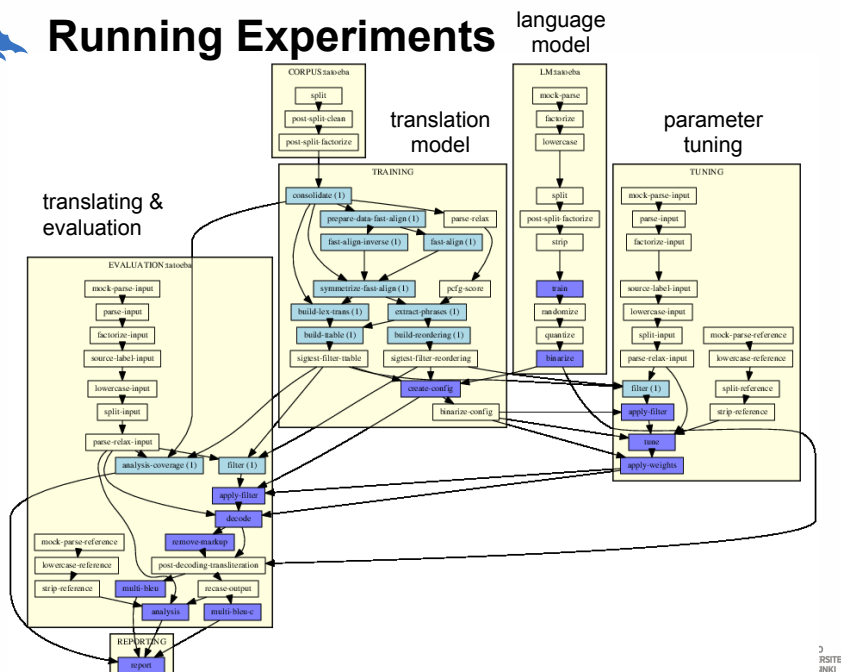 Running Experiments
language
model
CORPUS:tatoeba
split
post-split-clean
post-split-factorize
LM:tatoeba
mock-parse
factorize
lowercase
split
post-split-factorize
strip
train
randomize
quantize
binarize
translation
model
TRAINING
consolidate (1)
prepare-data-fast-align (1)
parse-relax
fast-align-inverse (1)
fast-align (1)
symmetrize-fast-align (1)
pcfg-score
build-lex-trans (1)
extract-phrases (1)
build-ttable (1)
build-reordering (1)
sigtest-filter-ttable
sigtest-filter-reordering
create-config
binarize-config
parameter
tuning
TUNING
mock-parse-input
parse-input
factorize-input
source-label-input
lowercase-input
split-input
mock-parse-reference
parse-relax-input
lowercase-reference
filter (1)
split-reference
apply-filter
strip-reference
tune
apply-weights
translating &
evaluation
EVALUATION:tatoeba
mock-parse-input
parse-input
factorize-input
source-label-input
lowercase-input
split-input
parse-relax-input
analysis-coverage (1)
filter (1)
apply-filter
decode
mock-parse-reference
remove-markup
lowercase-reference
post-decoding-transliteration
strip-reference
multi-bleu
recase-output
analysis
multi-bleu-c
REPORTING
report
RSITE